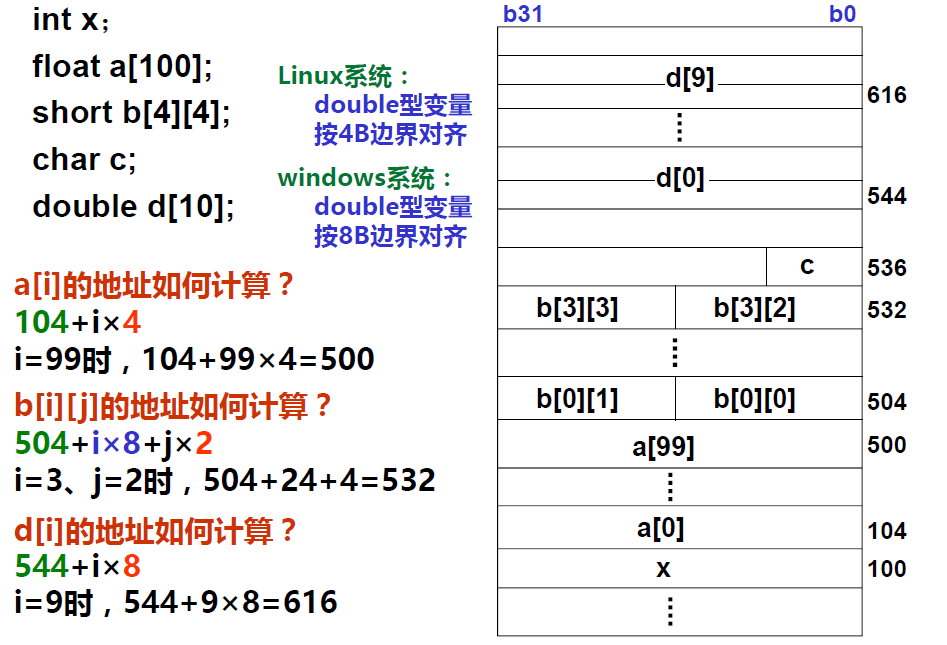 int x；
float a[100];
short b[4][4];
char c;
double d[10];
Linux系统：
double型变量
按4B边界对齐
windows系统：
double型变量
按8B边界对齐
a[i]的地址如何计算？
104+i×4
i=99时，104+99×4=500
b[i][j]的地址如何计算？
504+i×8+j×2
i=3、j=2时，504+24+4=532
d[i]的地址如何计算？
544+i×8
i=9时，544+9×8=616
b31 b0
d[9] 616
d[0] 544
c 536
b[3][3] b[3][2] 532
b[0][1] b[0][0] 504
a[99] 500
a[0] 104
x 100